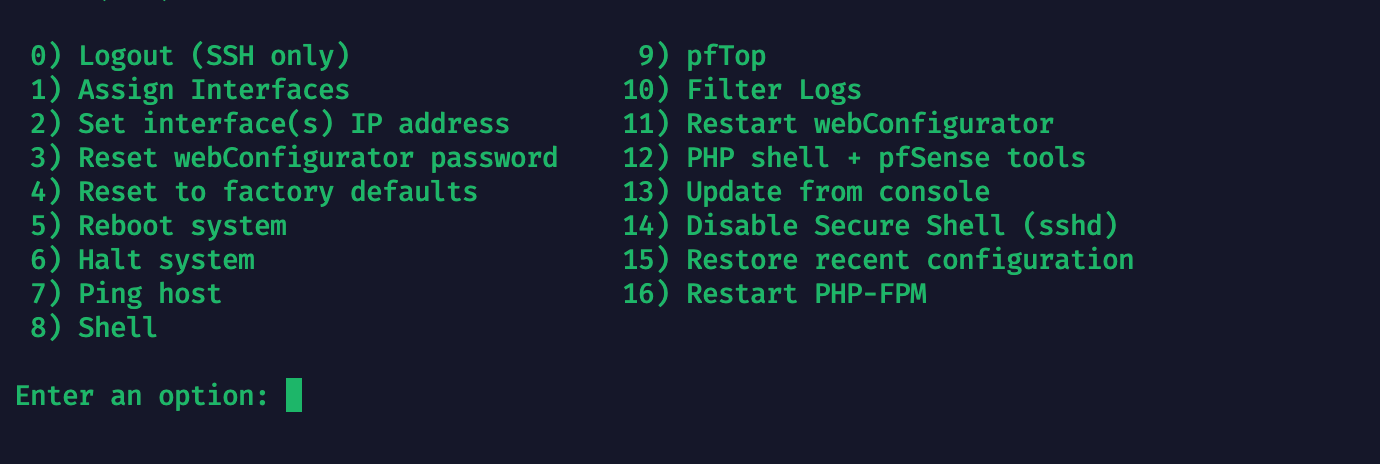 0) Logout (SSH only) 9) pfTop
1) Assign Interfaces 10) Filter Logs
2) Set interface(s) IP address 11) Restart webConfigurator
3) Reset webConfigurator password 12) PHP shell + pfSense tools
4) Reset to factory defaults 13) Update from console
5) Reboot system 14) Disable Secure Shell (sshd)
6) Halt system 15) Restore recent configuration
7) Ping host 16) Restart PHP-FPM
8) Shell
Enter an option: